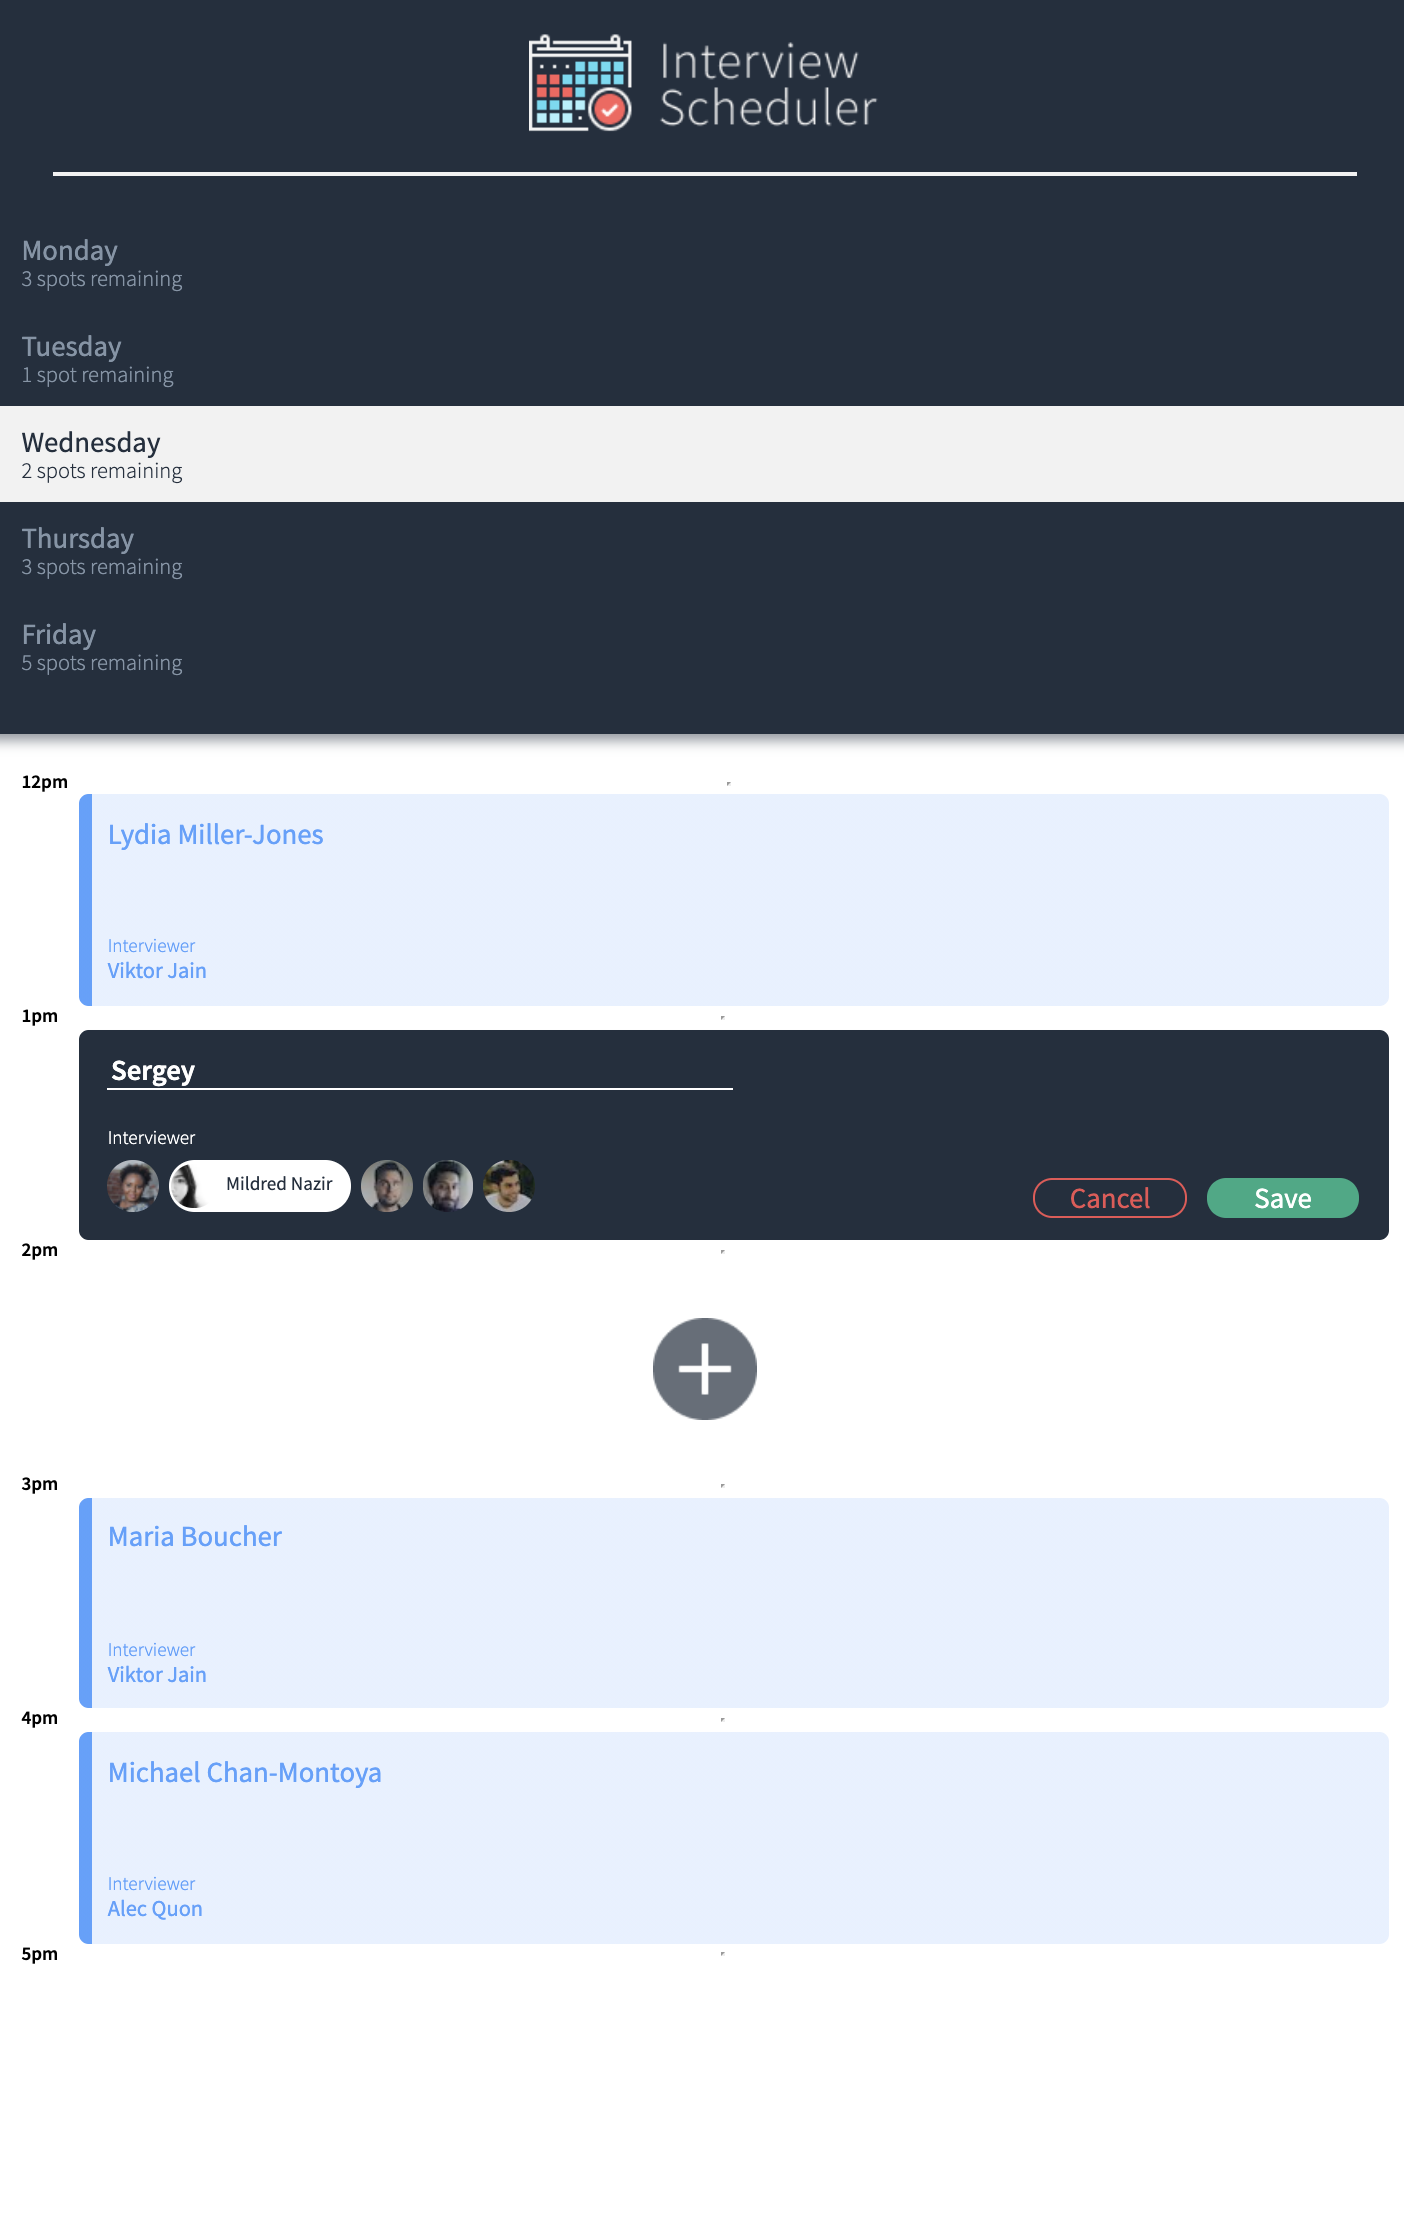 Interview
Scheduler
Monday
3 spots remaining
Tuesday
1 spot remaining
Wednesday
2 spots remaining
Thursday
3 spots remaining
Friday
5 spots remaining
12pm
Lydia Miller-Jones
Interviewer
Viktor Jain
1pm
Sergey
Interviewer
Mildred Nazir
Cancel
Save
2pm
3pm
Maria Boucher
Interviewer
Viktor Jain
4pm
Michael Chan-Montoya
Interviewer
Alec Quon
5pm